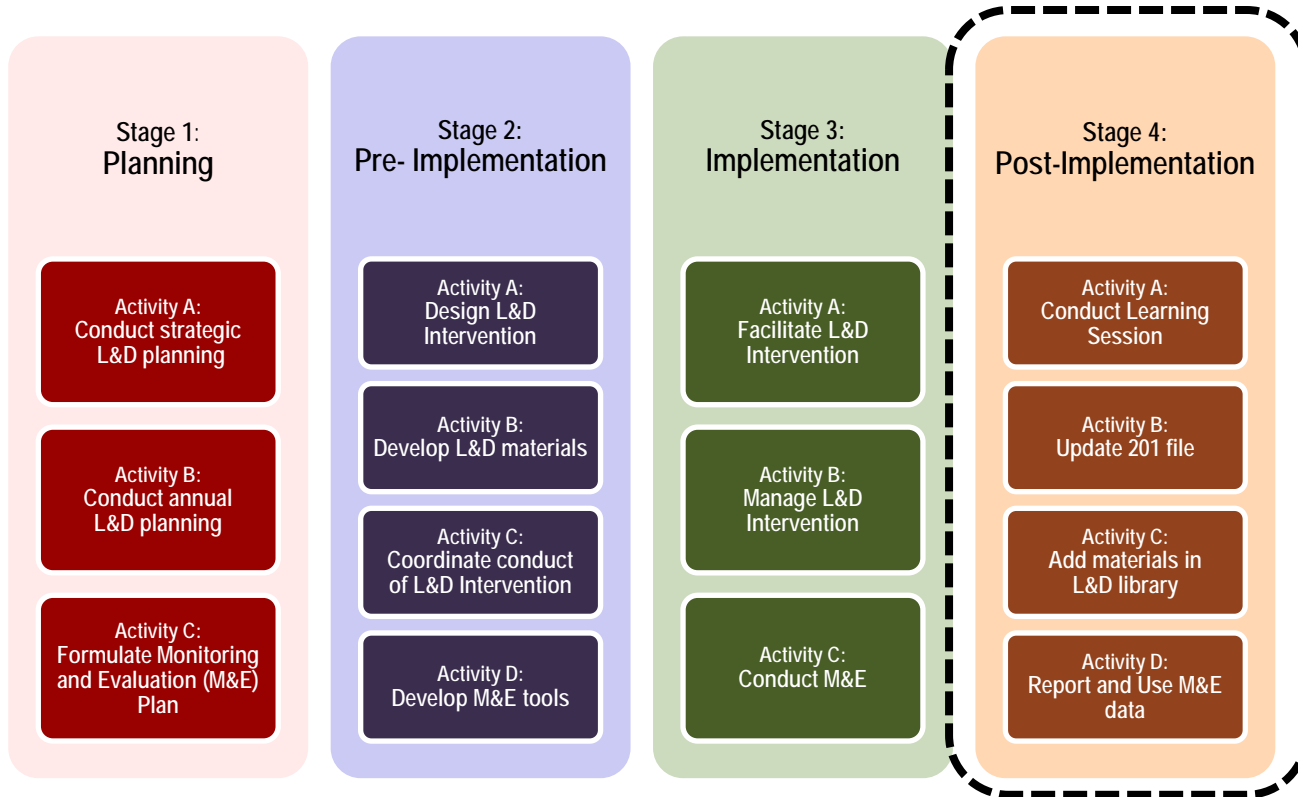 Stage 1:
Planning
Activity A:
Conduct strategic
L&D planning
Activity B:
Conduct annual
L&D planning
Activity C:
Formulate Monitoring
and Evaluation (M&E)
Plan
Stage 2:
Pre- Implementation
Activity A:
Design L&D
Intervention
Activity B:
Develop L&D materials
Activity C:
Coordinate conduct
of L&D Intervention
Activity D:
Develop M&E tools
Stage 3:
Implementation
Activity A:
Facilitate L&D
Intervention
Activity B:
Manage L&D
Intervention
Activity C:
Conduct M&E
Stage 4:
Post-Implementation
Activity A:
Conduct Learning
Session
Activity B:
Update 201 file
Activity C:
Add materials in
L&D library
Activity D:
Report and Use M&E
data